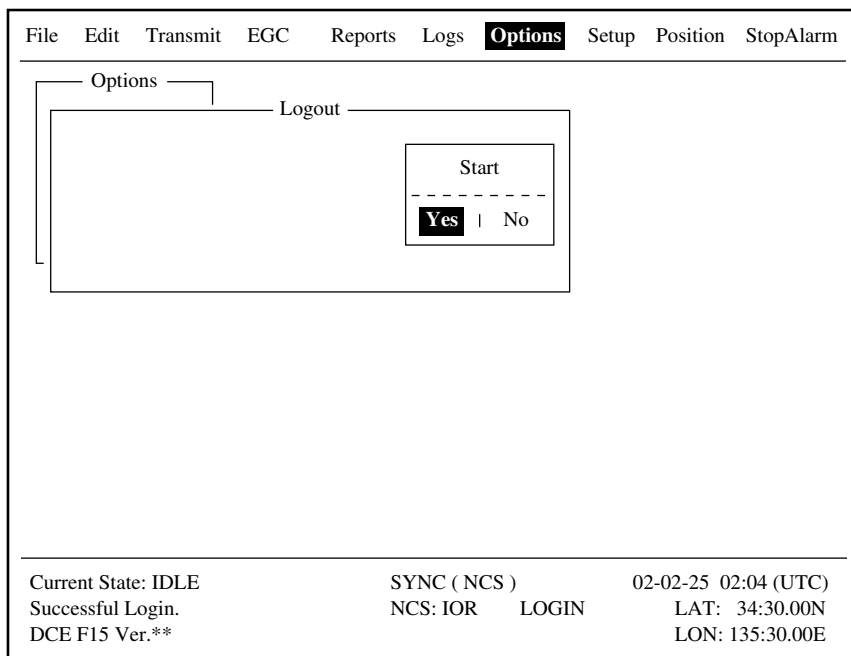 File Edit Transmit EGC Reports Logs Options Setup Position StopAlarm
Options
Logout
Start
Yes No
Current State: IDLE SYNC ( NCS ) 02-02-25 02:04 (UTC)
Successful Login. NCS: IOR LOGIN LAT: 34:30.00N
DCE F15 Ver.** LON: 135:30.00E